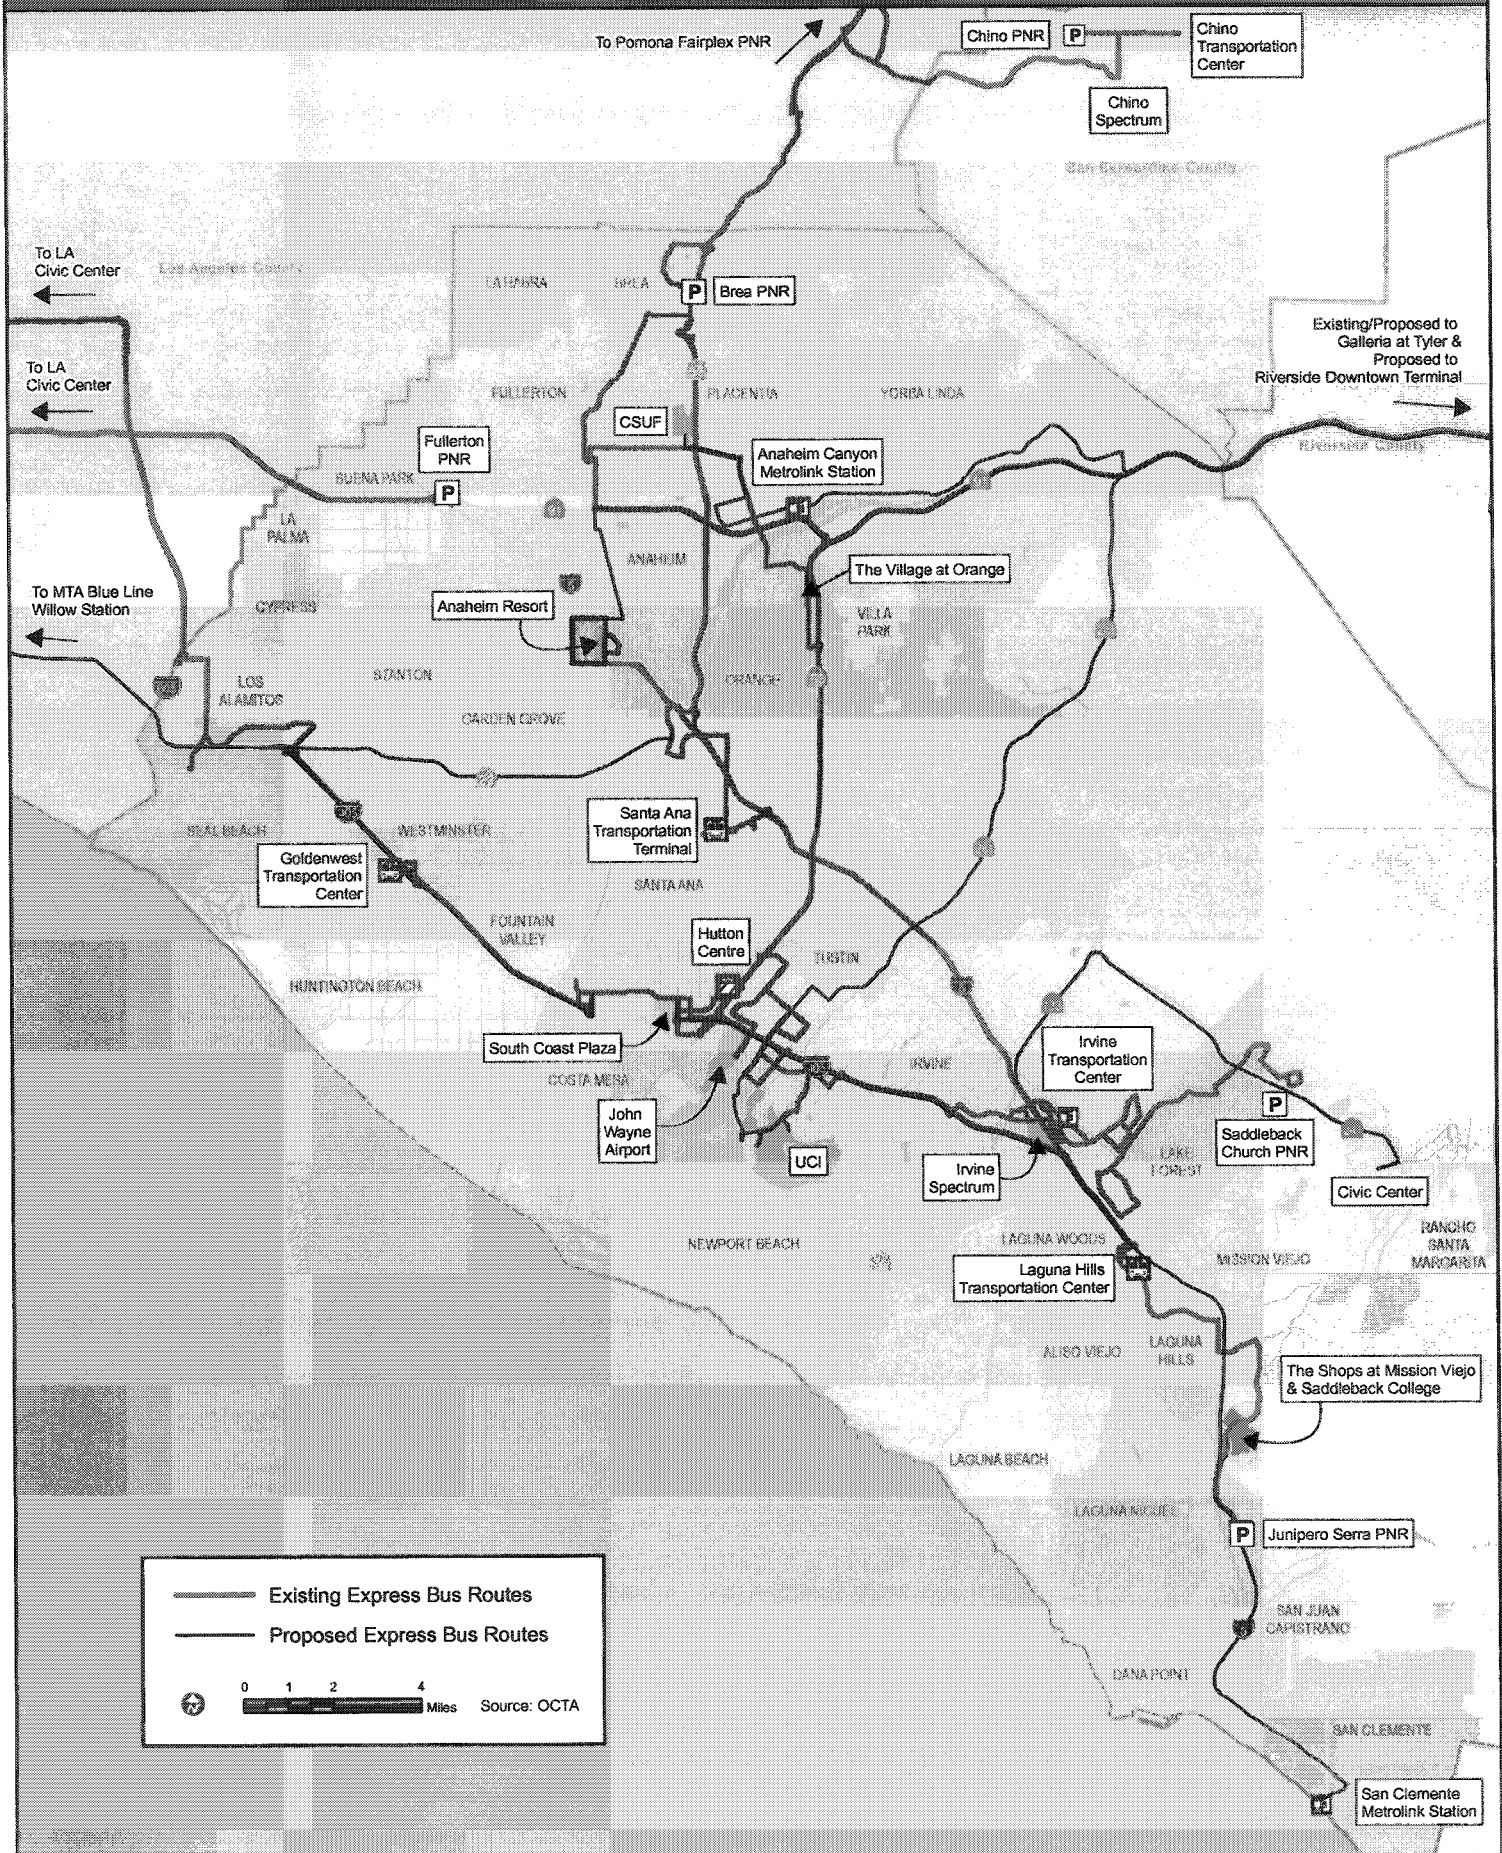 To Pomona Fairplex PNR
Chino PNR
P
Chino
Transportation
Center
Chino
Spectrum
San Bernardino County
To LA
Civic Center
Los Angeles County
LA HABRA
BREA
P
Brea PNR
Existing/Proposed to
Galleria at Tyler &
Proposed to
Riverside Downtown Terminal
To LA
Civic Center
FULLERTON
PLACENTIA
YORBA LINDA
CSUF
Fullerton
PNR
P
Anaheim Canyon
Metrolink Station
Riverside County
BUENA PARK
LA
PALMA
ANAHEIM
The Village at Orange
To MTA Blue Line
Willow Station
CYPRESS
Anaheim Resort
VILLA
PARK
STANTON
LOS
ALAMITOS
ORANGE
GARDEN GROVE
SEAL BEACH
WESTMINSTER
Santa Ana
Transportation
Terminal
Goldenwest
Transportation
Center
SANTA ANA
FOUNTAIN
VALLEY
Hutton
Centre
TUSTIN
HUNTINGTON BEACH
South Coast Plaza
COSTA MESA
IRVINE
Irvine
Transportation
Center
John
Wayne
Airport
UCI
P
Saddleback
Church PNR
LAKE
FOREST
Irvine
Spectrum
Civic Center
NEWPORT BEACH
LAGUNA WOODS
MISSION VIEJO
RANCHO
SANTA
MARGARITA
Laguna Hills
Transportation Center
ALISO VIEJO
LAGUNA
HILLS
The Shops at Mission Viejo
& Saddleback College
LAGUNA BEACH
LAGUNA NIGUEL
P
Junipero Serra PNR
SAN JUAN
CAPISTRANO
DANA POINT
SAN CLEMENTE
San Clemente
Metrolink Station
Existing Express Bus Routes
Proposed Express Bus Routes
N
0 1 2 4
Miles
Source: OCTA